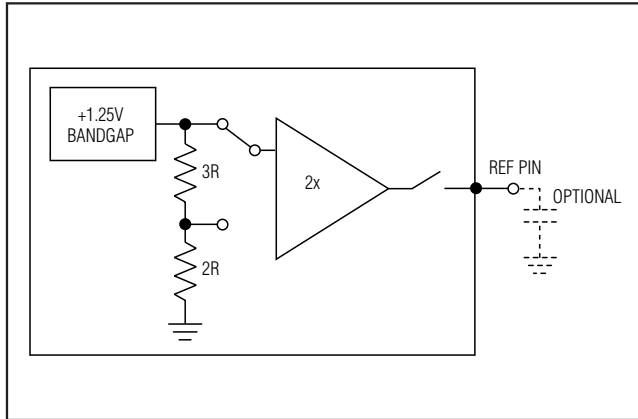 +1.25V
BANDGAP
3R
2R
2x
REF PIN
OPTIONAL